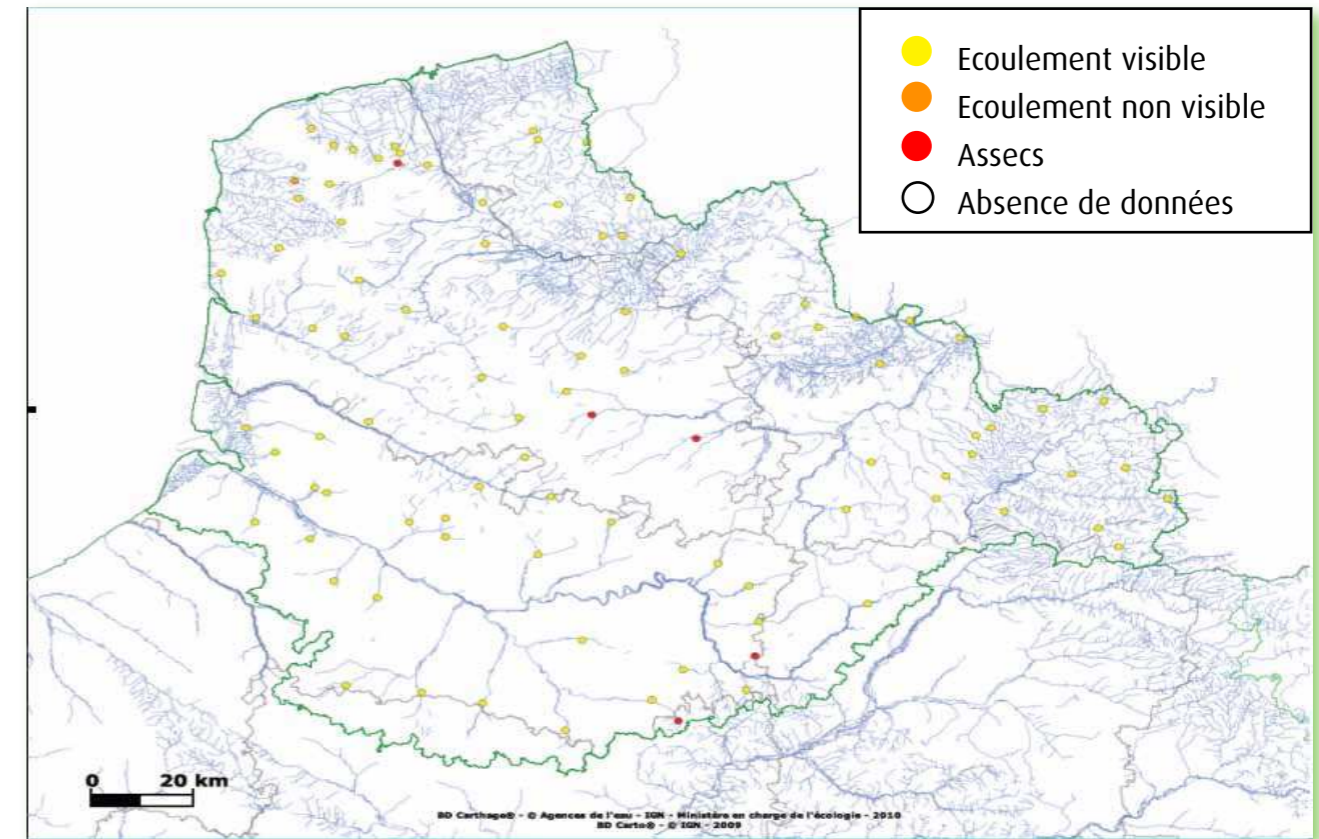 Ecoulement visible
Ecoulement non visible
Assecs
Absence de données
0 20 km
BD Carthage® - © Agences de l'eau - IGN - Ministère en charge de l'écologie - 2010
BD Carto® - © IGN - 2009